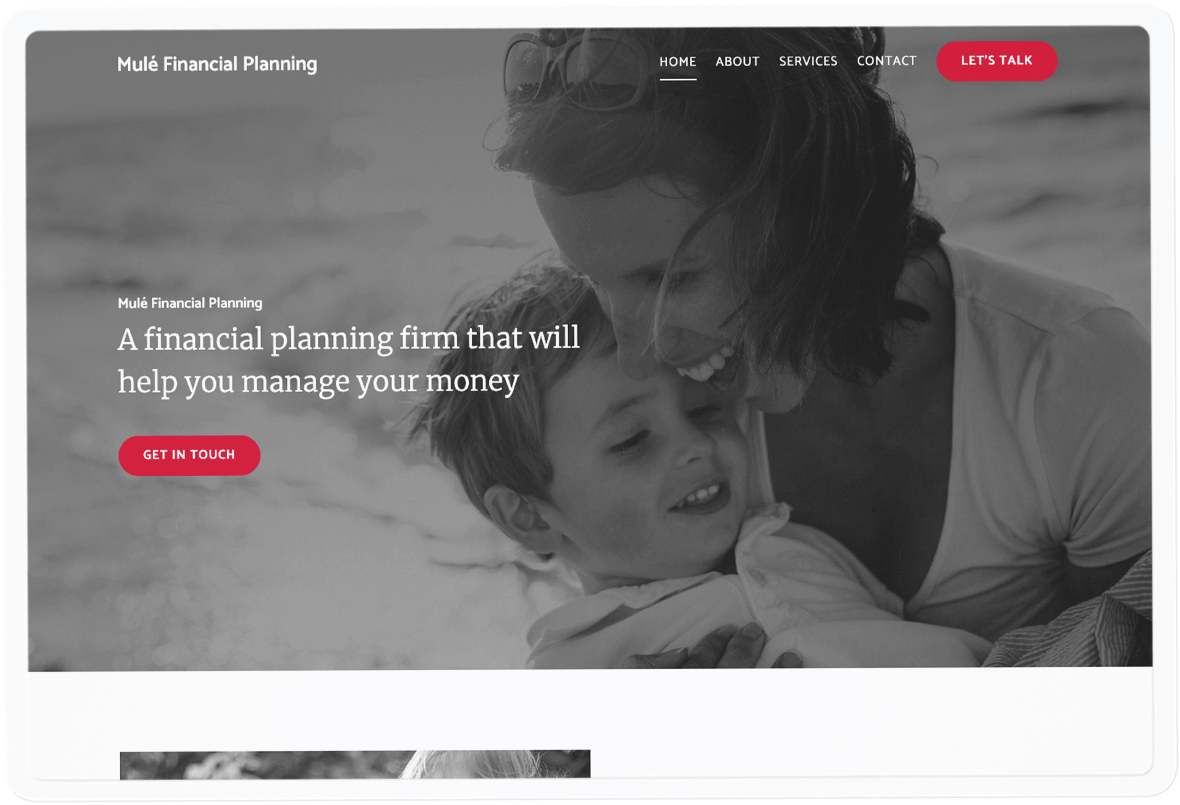 Mulé Financial Planning
HOME ABOUT SERVICES CONTACT LET'S TALK
Mulé Financial Planning
A financial planning firm that will
help you manage your money
GET IN TOUCH